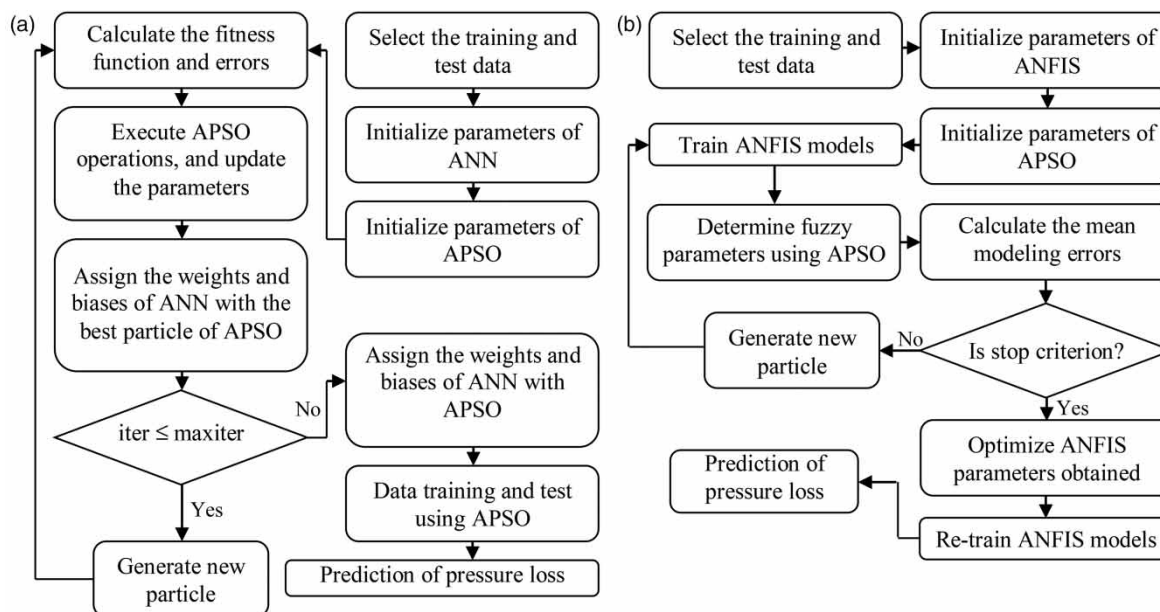 (a)
Calculate the fitness
function and errors
Execute APSO
operations, and update
the parameters
Assign the weights and
biases of ANN with the
best particle of APSO
iter ≤ maxiter
No
Yes
Generate new
particle
Select the training and
test data
Initialize parameters of
ANN
Initialize parameters of
APSO
Assign the weights and
biases of ANN with
APSO
Data training and test
using APSO
Prediction of pressure loss
(b)
Select the training and
test data
Initialize parameters of
ANFIS
Initialize parameters of
APSO
Train ANFIS models
Determine fuzzy
parameters using APSO
Calculate the mean
modeling errors
Is stop criterion?
No
Generate new
particle
Yes
Optimize ANFIS
parameters obtained
Re-train ANFIS models
Prediction of
pressure loss